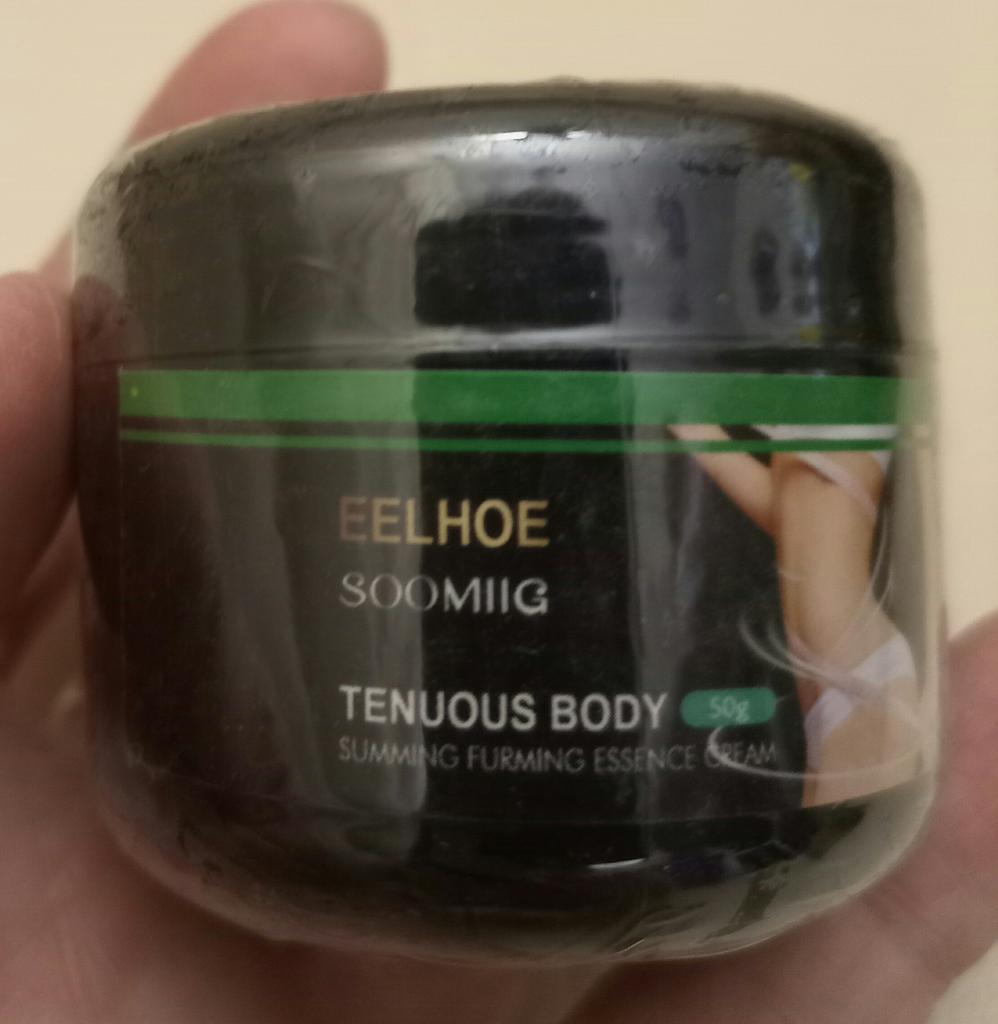 EELHOE
SOOMIIG
TENUOUS BODY 50g
SUMMING FURMING ESSENCE CREAM